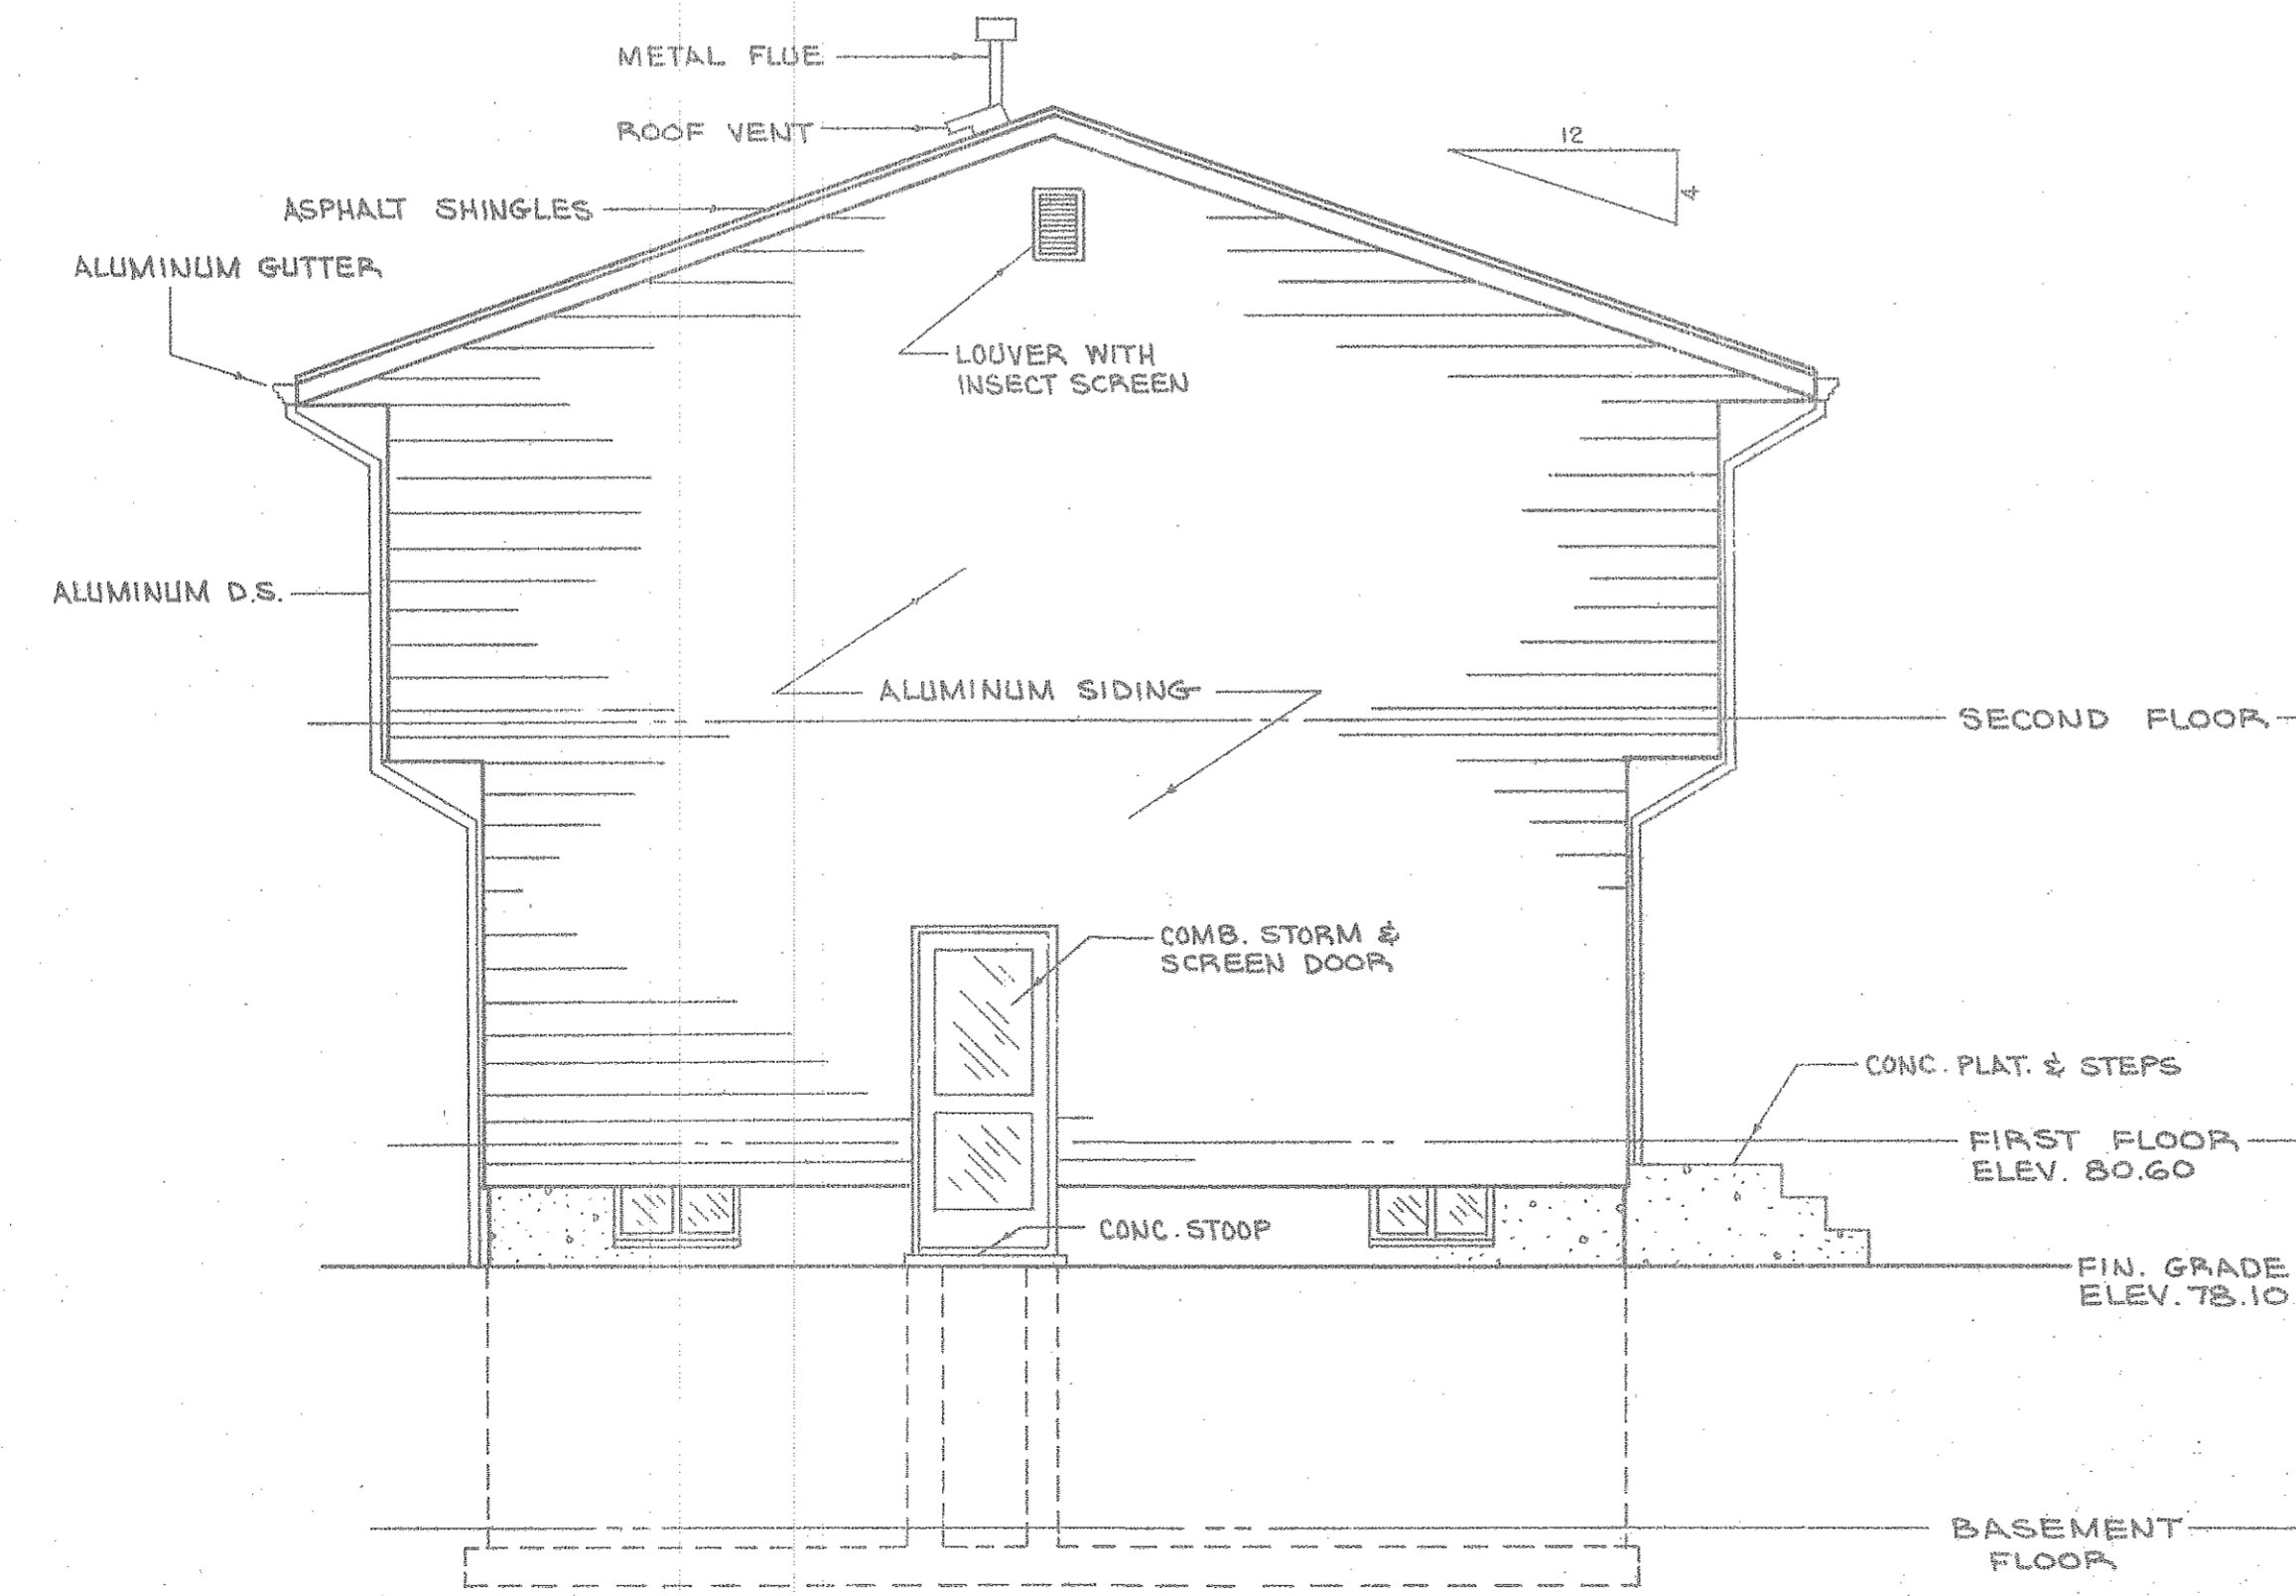 METAL FLUE
ROOF VENT
12
4
ASPHALT SHINGLES
ALUMINUM GUTTER
LOUVER WITH
INSECT SCREEN
ALUMINUM D.S.
ALUMINUM SIDING
SECOND FLOOR
COMB. STORM &
SCREEN DOOR
CONC. PLAT. & STEPS
FIRST FLOOR
ELEV. 80.60
CONC. STOOP
FIN. GRADE
ELEV. 78.10
BASEMENT
FLOOR